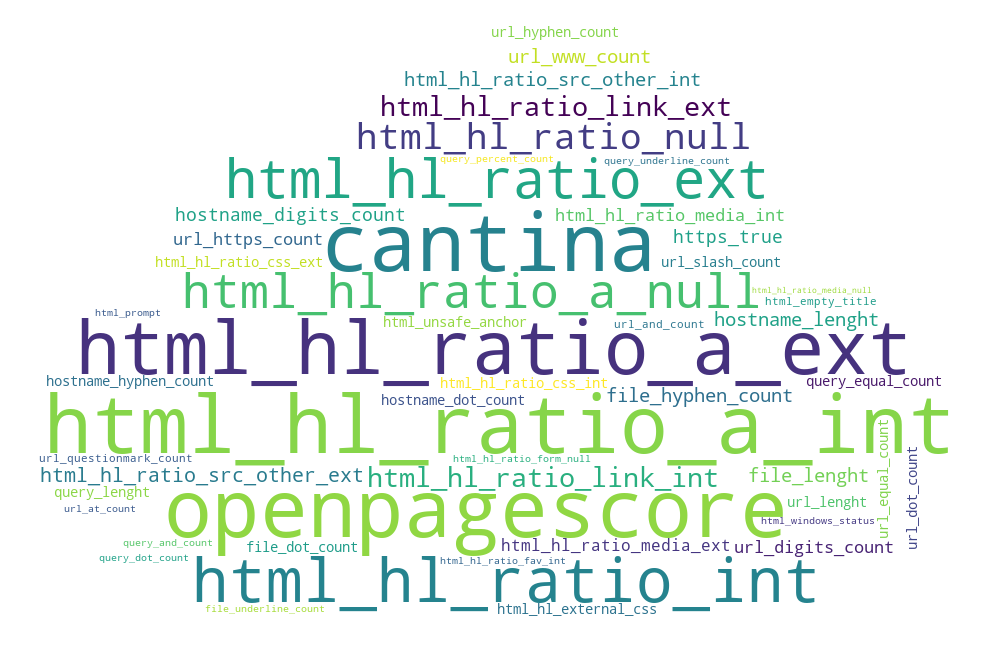 url_hyphen_count
url_www_count
html_hl_ratio_src_other_int
html_hl_ratio_link_ext
html_hl_ratio_null
query_percent_count
query_underline_count
html_hl_ratio_ext
hostname_digits_count
html_hl_ratio_media_int
cantina
url_https_count
https_true
html_hl_ratio_css_ext
url_slash_count
html_hl_ratio_a_null
html_hl_ratio_media_null
html_empty_title
html_prompt
html_unsafe_anchor
url_and_count
hostname_lenght
html_hl_ratio_a_ext
hostname_hyphen_count
html_hl_ratio_css_int
query_equal_count
hostname_dot_count
file_hyphen_count
html_hl_ratio_a_int
url_questionmark_count
html_hl_ratio_form_null
url_equal_count
url_dot_count
html_hl_ratio_src_other_ext
html_hl_ratio_link_int
file_lenght
query_lenght
openpagescore
url_lenght
url_at_count
html_windows_status
query_and_count
file_dot_count
html_hl_ratio_media_ext
url_digits_count
query_dot_count
html_hl_ratio_fav_int
html_hl_ratio_int
file_underline_count
html_hl_external_css